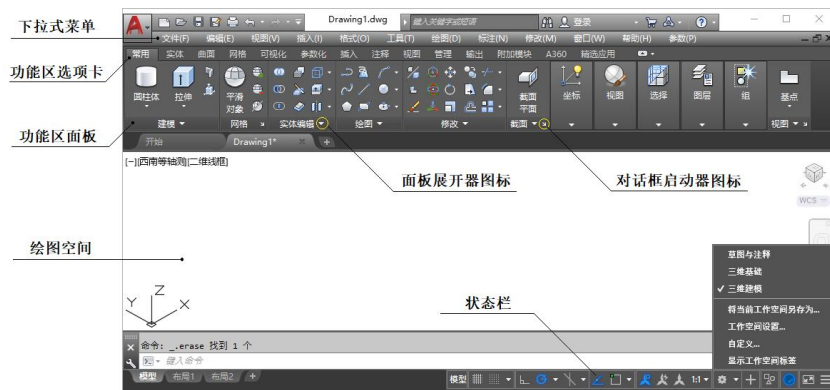 下拉式菜单
功能区选项卡
功能区面板
绘图空间
Drawing1.dwg
键入关键字或短语
登录
文件(F) 编辑(E) 视图(V) 插入(I) 格式(O) 工具(T) 绘图(D) 标注(N) 修改(M) 窗口(W) 帮助(H) 参数(P)
常用 实体 曲面 网格 可视化 参数化 插入 注释 视图 管理 输出 附加模块 A360 精选应用
圆柱体 拉伸 平滑对象 截面平面 坐标 视图 选择 图层 组 基点
建模 网格 实体编辑 绘图 修改 截面 视图
开始 Drawing1*
[-][西南等轴测][二维线框]
面板展开器图标
对话框启动器图标
WCS
Z
Y
X
状态栏
草图与注释
三维基础
三维建模
将当前工作空间另存为...
工作空间设置...
自定义...
显示工作空间标签
命令: _.erase 找到 1 个
键入命令
模型 布局1 布局2 +
模型
1:1